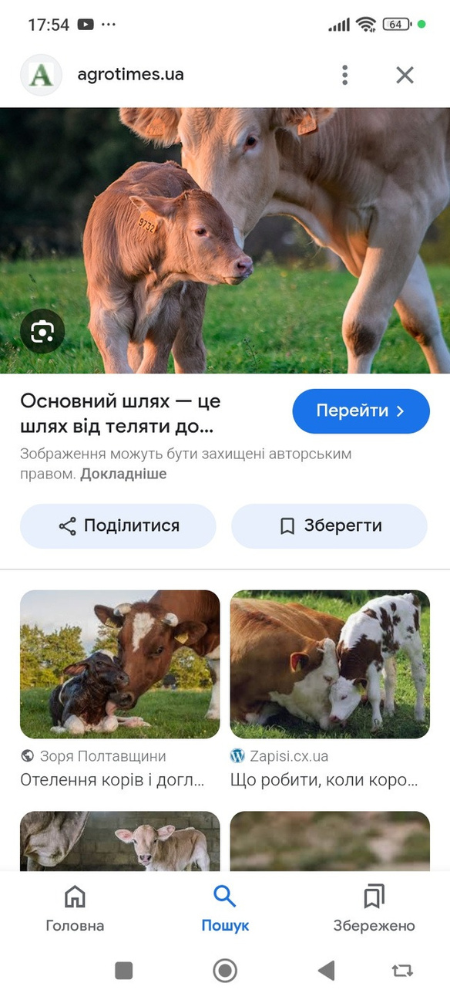 17:54
64
agrotimes.ua
9732
Основний шлях — це
шлях від теляти до...
Перейти
Зображення можуть бути захищені авторським
правом. Докладніше
Поділитися
Зберегти
Зоря Полтавщини
Отелення корів і догл...
Zapisi.cx.ua
Що робити, коли коро...
Головна
Пошук
Збережено